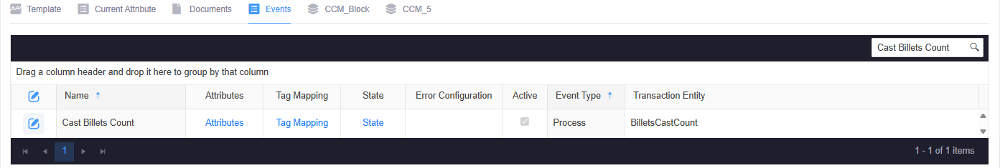 Template Current Attribute Documents Events CCM_Block CCM_5
Cast Billets Count
Drag a column header and drop it here to group by that column
Name Attributes Tag Mapping State Error Configuration Active Event Type Transaction Entity
Cast Billets Count Attributes Tag Mapping State Process BilletsCastCount
1 1 - 1 of 1 items